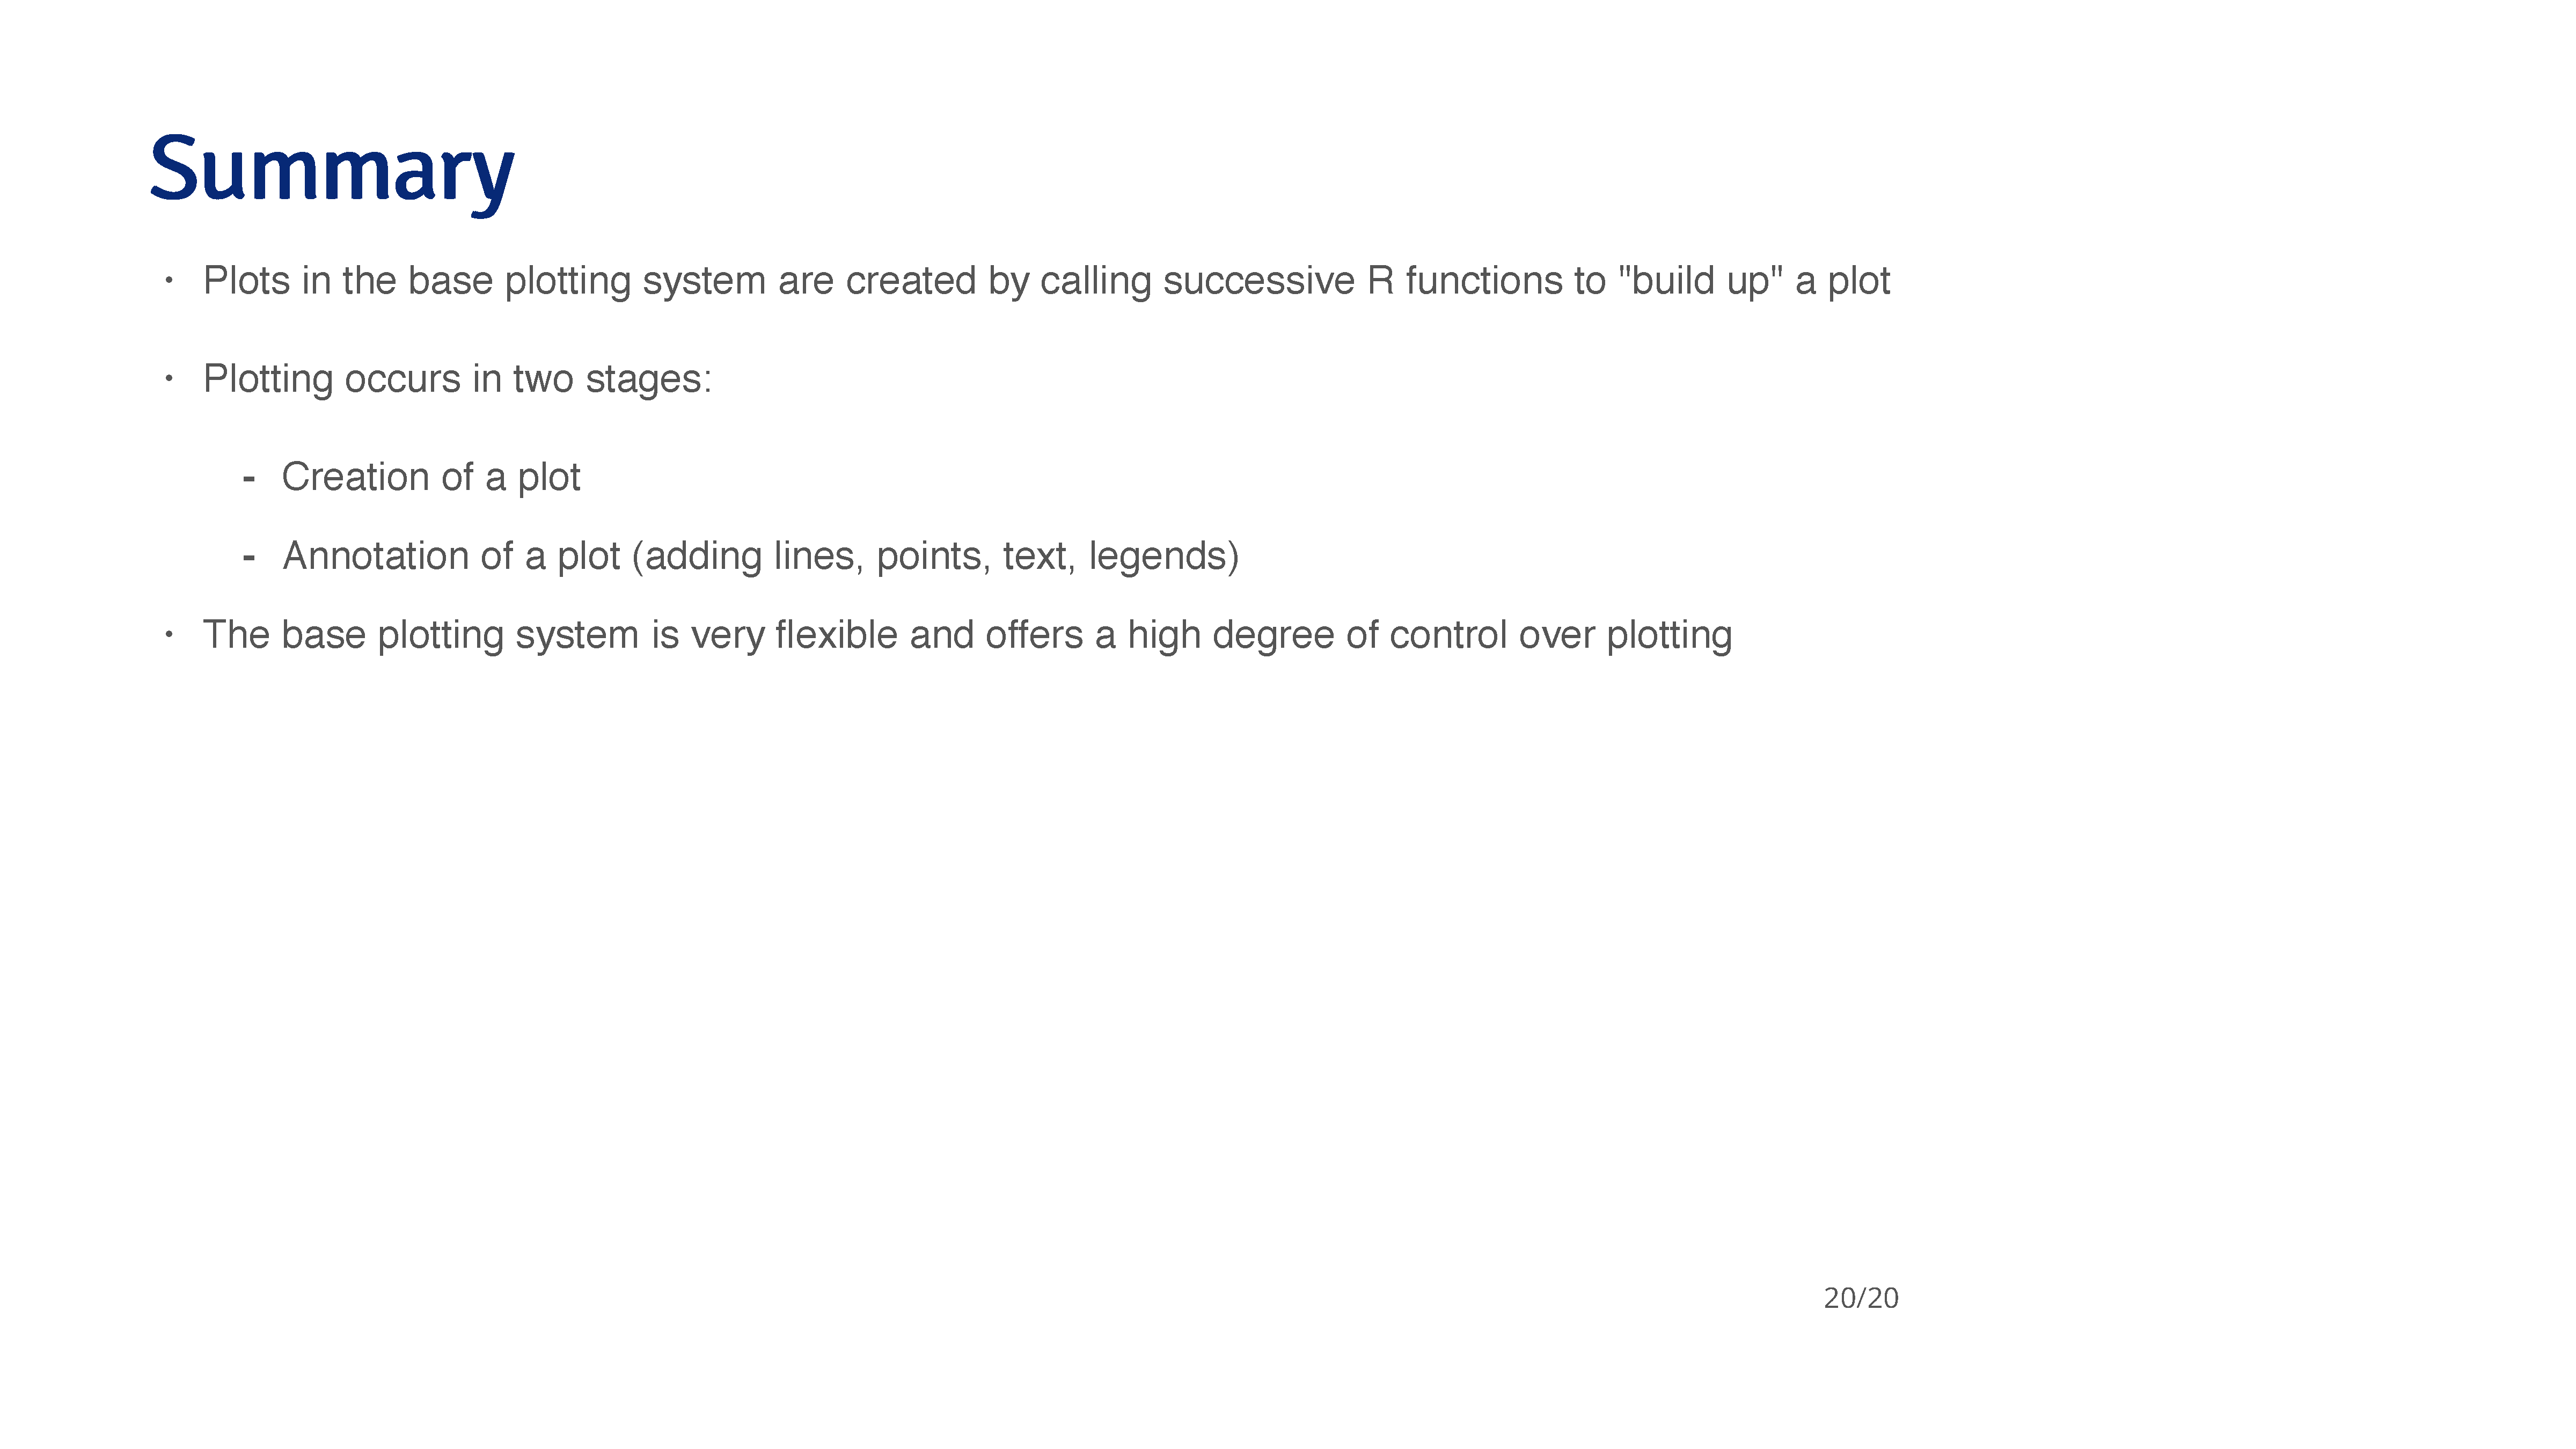 Summary
· Plots in the base plotting system are created by calling successive R functions to "build up" a plot
· Plotting occurs in two stages:
- Creation of a plot
- Annotation of a plot (adding lines, points, text, legends)
· The base plotting system is very flexible and offers a high degree of control over plotting
20/20